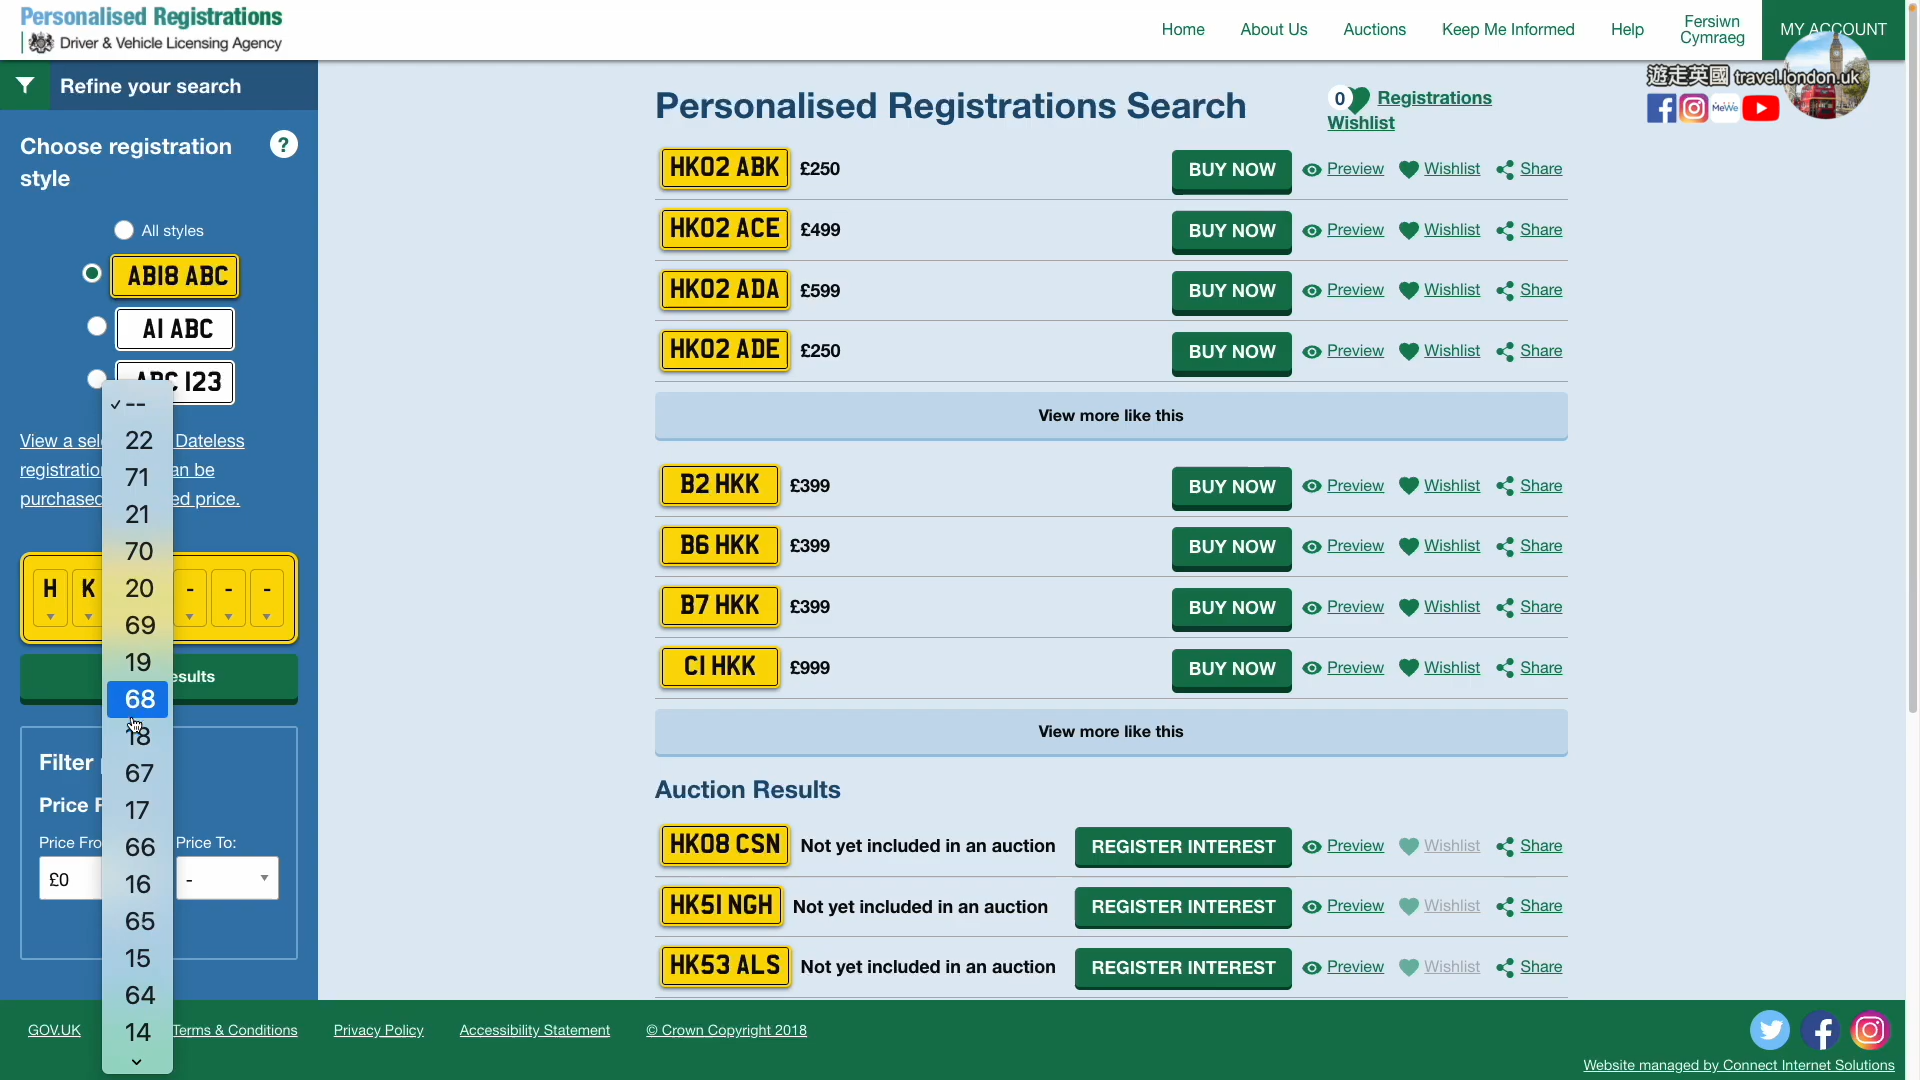 Personalised Registrations
Driver & Vehicle Licensing Agency
Home
About Us
Auctions
Keep Me Informed
Help
Fersiwn
Cymraeg
MY ACCOUNT
遊走英國 travel.london.uk
MeWe
Refine your search
Choose registration
style
?
All styles
AB18 ABC
A1 ABC
ABC 123
View a sel Dateless
registratio an be
purchased ed price.
✓ --
22
71
21
70
20
69
19
68
18
67
17
66
16
65
15
64
14
H K - - -
esults
Filter
Price F
Price Fro Price To:
£0 -
Personalised Registrations Search
0 Registrations
Wishlist
HK02 ABK £250 BUY NOW Preview Wishlist Share
HK02 ACE £499 BUY NOW Preview Wishlist Share
HK02 ADA £599 BUY NOW Preview Wishlist Share
HK02 ADE £250 BUY NOW Preview Wishlist Share
View more like this
B2 HKK £399 BUY NOW Preview Wishlist Share
B6 HKK £399 BUY NOW Preview Wishlist Share
B7 HKK £399 BUY NOW Preview Wishlist Share
C1 HKK £999 BUY NOW Preview Wishlist Share
View more like this
Auction Results
HK08 CSN Not yet included in an auction REGISTER INTEREST Preview Wishlist Share
HK51 NGH Not yet included in an auction REGISTER INTEREST Preview Wishlist Share
HK53 ALS Not yet included in an auction REGISTER INTEREST Preview Wishlist Share
GOV.UK Terms & Conditions Privacy Policy Accessibility Statement © Crown Copyright 2018
Website managed by Connect Internet Solutions